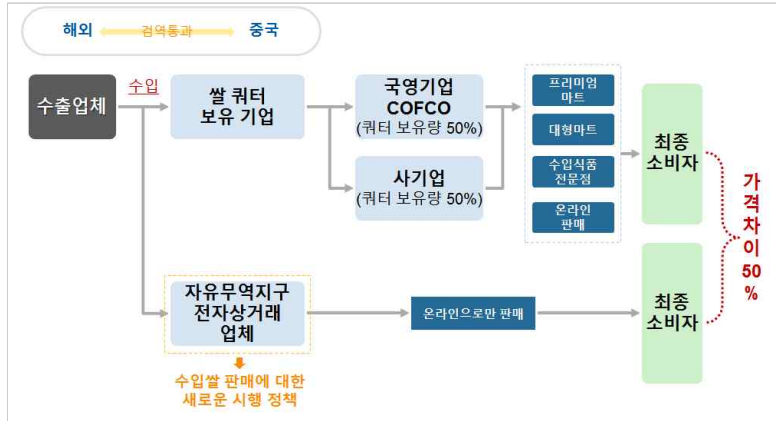 해외
검역통과
중국
수출업체
수입
쌀 쿼터
보유 기업
국영기업
COFCO
(쿼터 보유량 50%)
사기업
(쿼터 보유량 50%)
프리미엄
마트
대형마트
수입식품
전문점
온라인
판매
최종
소비자
자유무역지구
전자상거래
업체
온라인으로만 판매
최종
소비자
수입쌀 판매에 대한
새로운 시행 정책
가
격
차
이
50
%